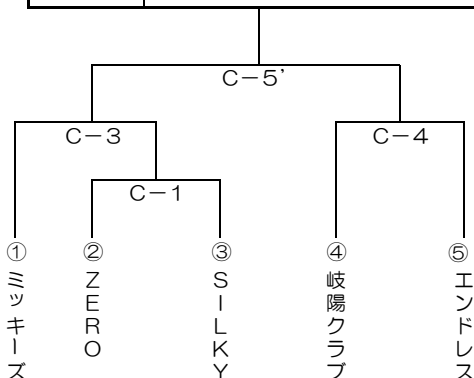 C－5’
C－3
C－4
C－1
① ミッキーズ
② ZERO
③ SILKY
④ 岐陽クラブ
⑤ エンドレス